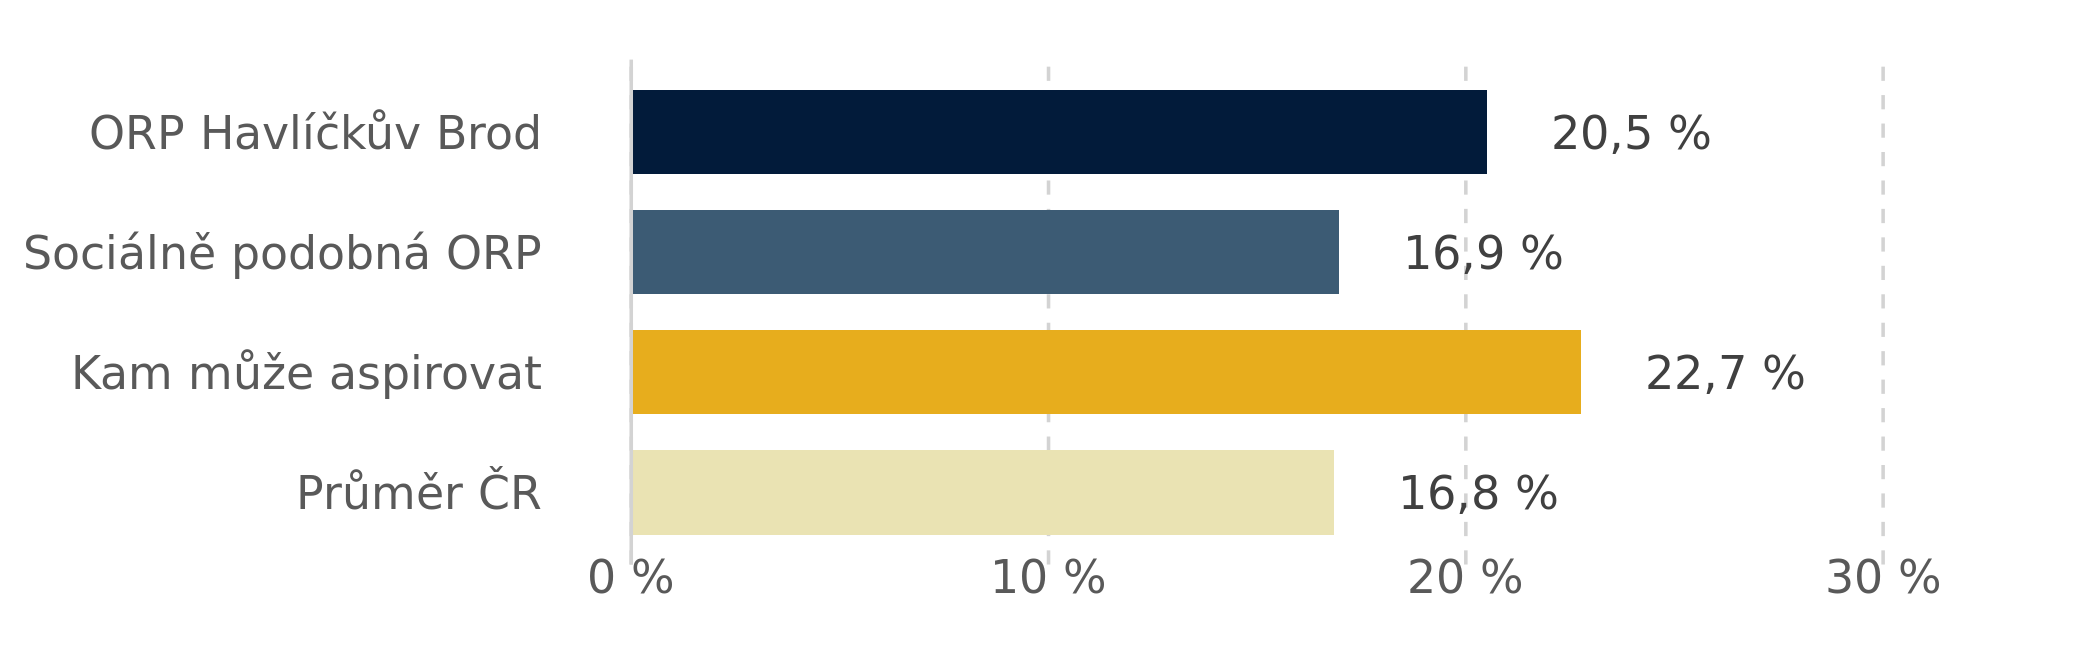 ORP Havlíčkův Brod 20,5 %
Sociálně podobná ORP 16,9 %
Kam může aspirovat 22,7 %
Průměr ČR 16,8 %
0 % 10 % 20 % 30 %